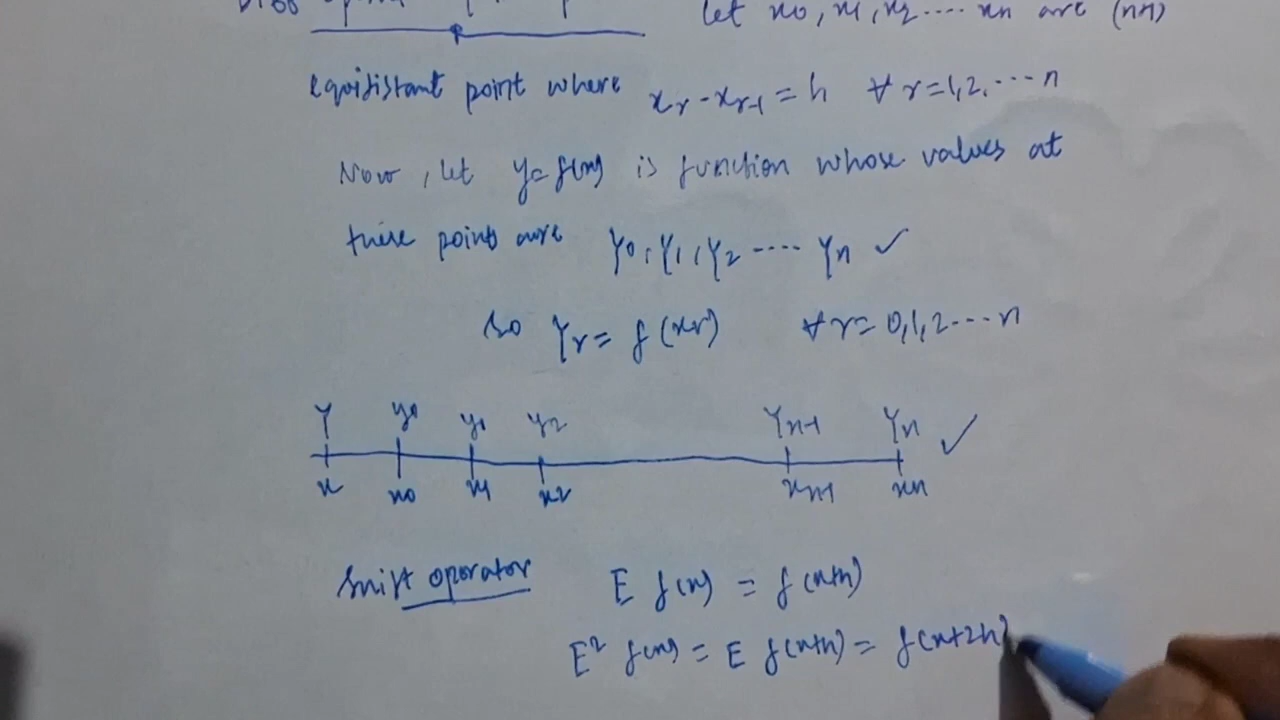 let x0, x1, x2 .... xn are (n+1)
equidistant point where xr - xr-1 = h ∀ r=1,2,...n
Now, let y=f(x) is function whose values at
these points are Y0, Y1, Y2 .... Yn ✓
so Yr = f(xr) ∀r= 0,1,2...n
Y y0 y1 y2 Yn-1 Yn ✓
x x0 x1 x2 xn-1 xn
Shift operator E f(x) = f(x+h)
E² f(x) = E f(x+h) = f(x+2h)